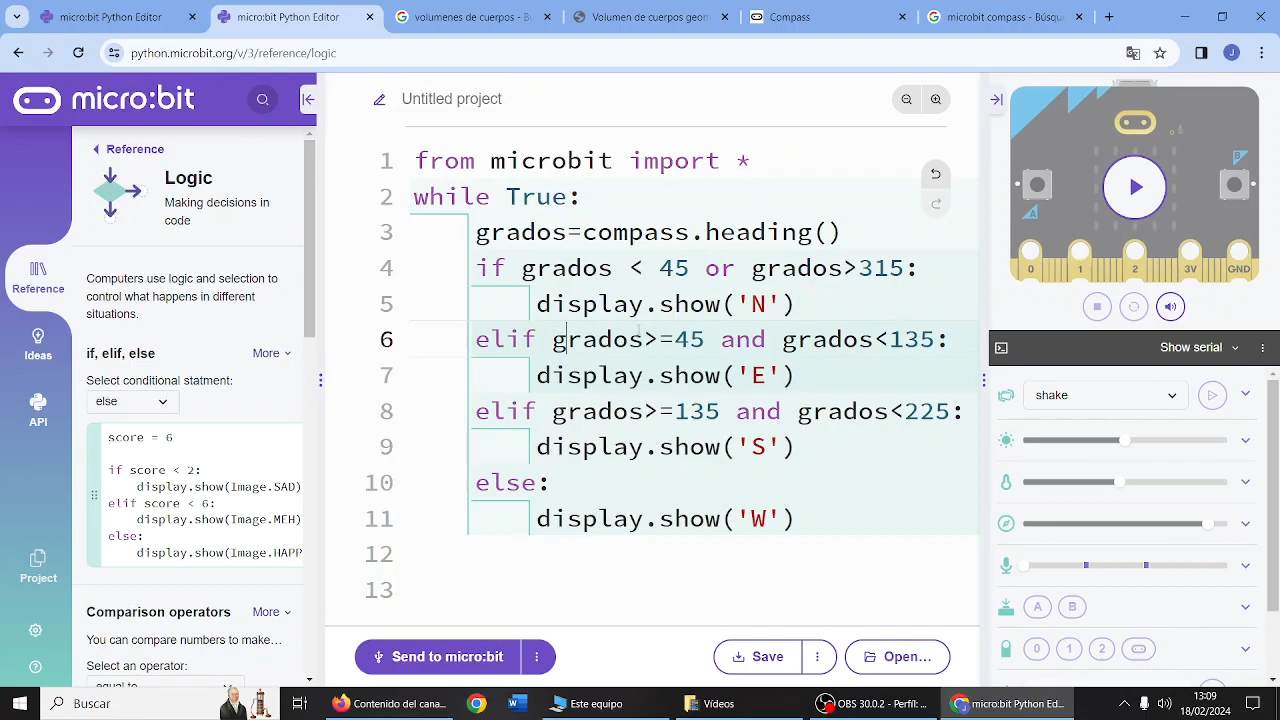 micro:bit Python Editor
micro:bit Python Editor
volumenes de cuerpos - B
Volumen de cuerpos geom
Compass
microbit compass - Búsqu
python.microbit.org/v/3/reference/logic
micro:bit
Reference
Logic
Making decisions in
code
Computers use logic and selection to
control what happens in different
situations.
if, elif, else
More
Select conditional statment:
else
score = 6
if score < 2:
display.show(Image.SAD)
elif score < 6:
display.show(Image.MEH)
else:
display.show(Image.HAPP
Comparison operators
More
You can compare numbers to make…
Select an operator:
equal to
Reference
Ideas
API
Project
Untitled project
1 from microbit import *
2 while True:
3 grados=compass.heading()
4 if grados < 45 or grados>315:
5 display.show('N')
6 elif grados>=45 and grados<135:
7 display.show('E')
8 elif grados>=135 and grados<225:
9 display.show('S')
10 else:
11 display.show('W')
12
13
Send to micro:bit
Save
Open...
A
B
0 1 2 3V GND
Show serial
shake
A B
0 1 2
Buscar
Contenido del cana...
Este equipo
Vídeos
OBS 30.0.2 - Perfil:...
micro:bit Python Ed...
13:09
18/02/2024